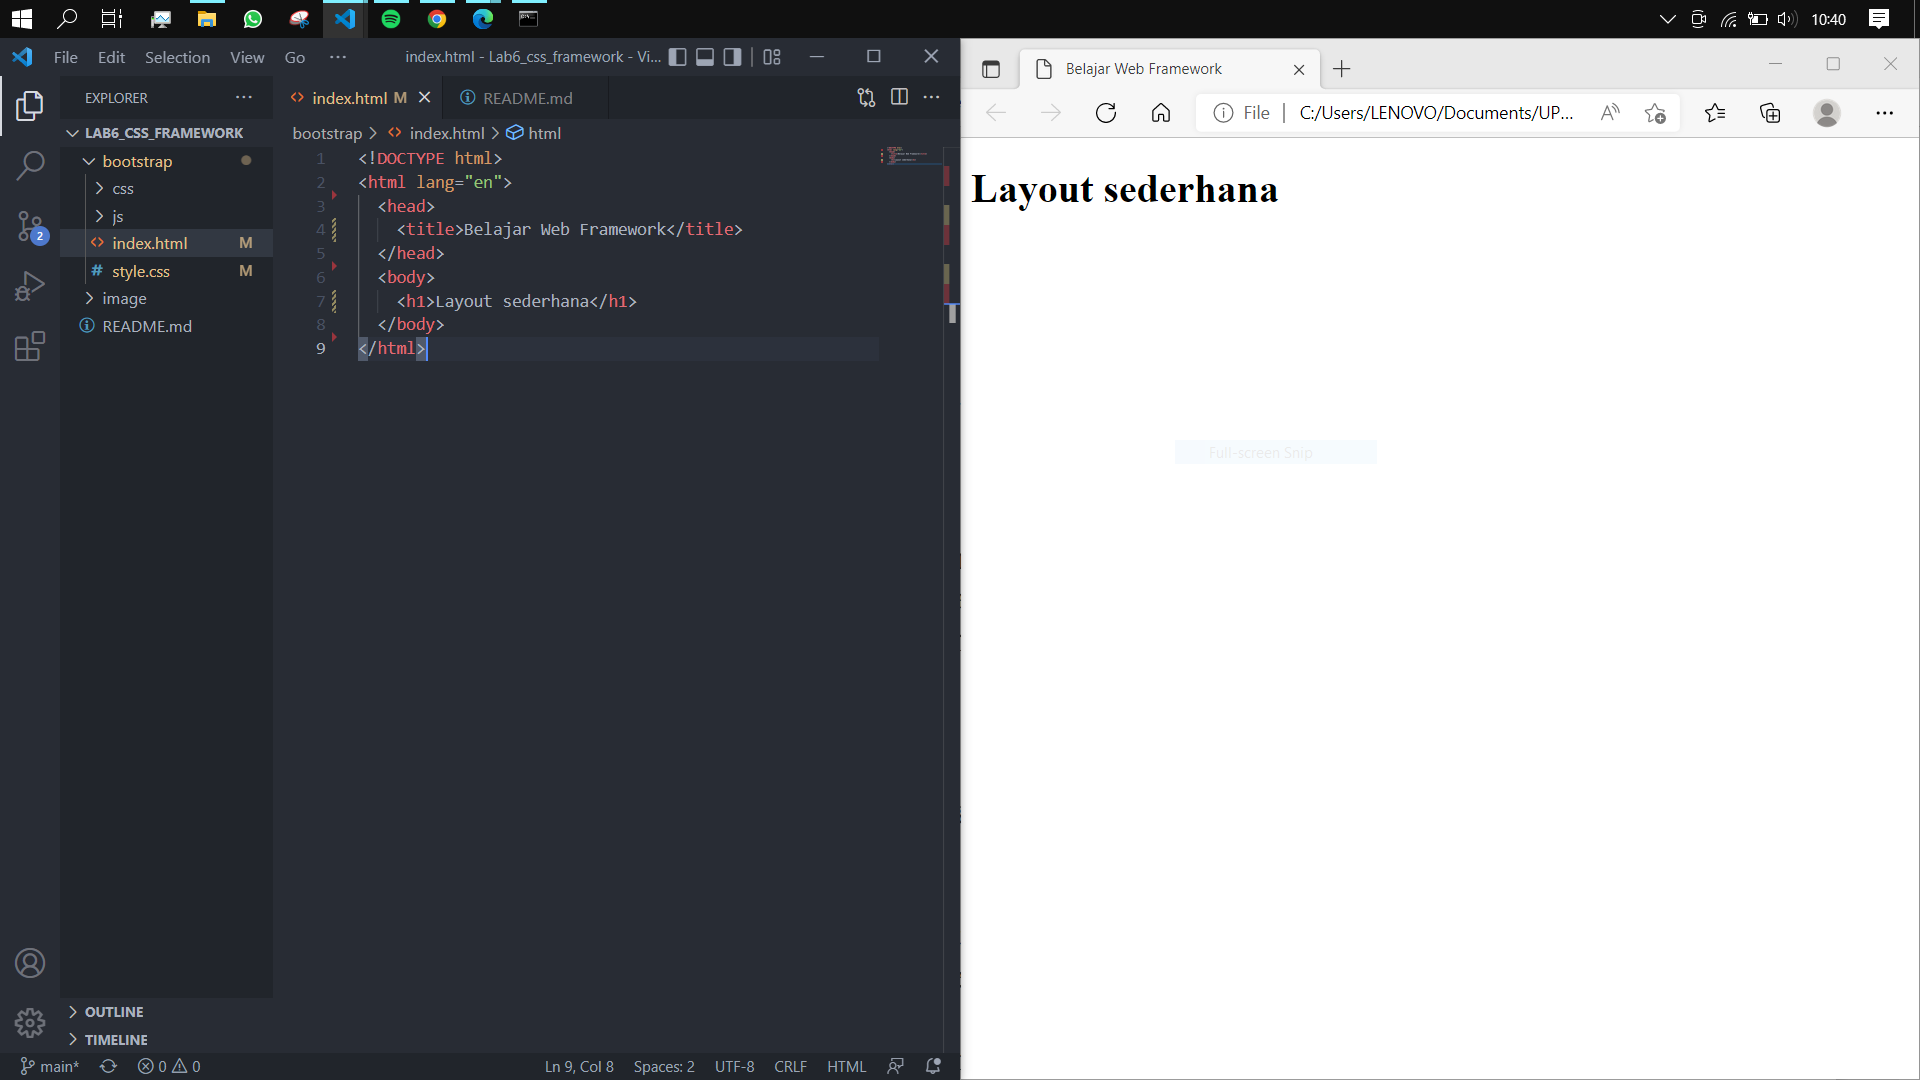 10:40
File Edit Selection View Go ··· index.html - Lab6_css_framework - Vi...
EXPLORER ···
index.html M
README.md
LAB6_CSS_FRAMEWORK
bootstrap
css
js
index.html M
style.css M
image
README.md
OUTLINE
TIMELINE
2
bootstrap > index.html > html
1 <!DOCTYPE html>
2 <html lang="en">
3 <head>
4 <title>Belajar Web Framework</title>
5 </head>
6 <body>
7 <h1>Layout sederhana</h1>
8 </body>
9 </html>
main* 0 0 Ln 9, Col 8 Spaces: 2 UTF-8 CRLF HTML
Belajar Web Framework
File C:/Users/LENOVO/Documents/UP...
Layout sederhana
Full-screen Snip